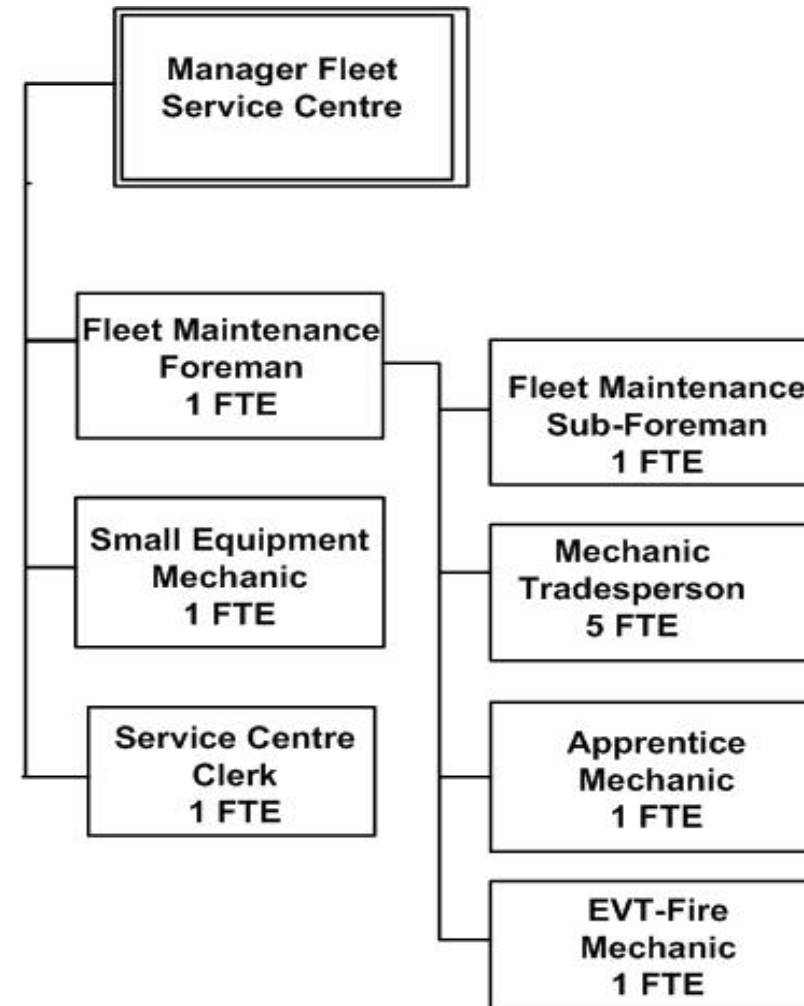 Manager Fleet
Service Centre
Fleet Maintenance
Foreman
1 FTE
Small Equipment
Mechanic
1 FTE
Service Centre
Clerk
1 FTE
Fleet Maintenance
Sub-Foreman
1 FTE
Mechanic
Tradesperson
5 FTE
Apprentice
Mechanic
1 FTE
EVT-Fire
Mechanic
1 FTE